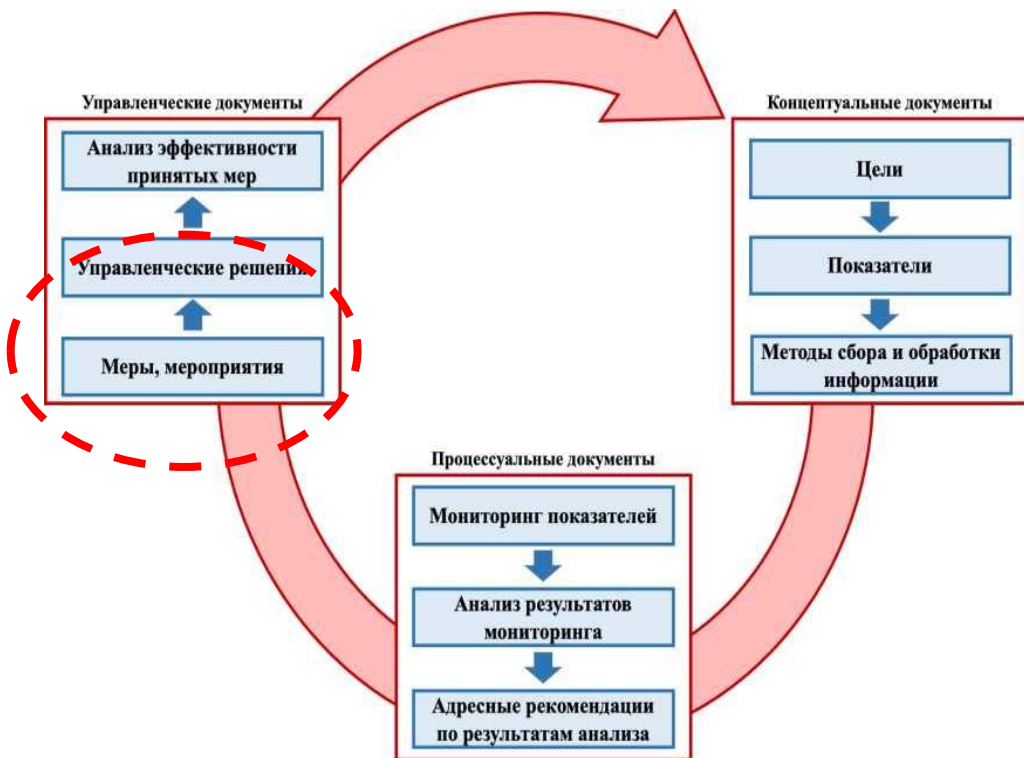 Управленческие документы
Анализ эффективности
принятых мер
Управленческие решения
Меры, мероприятия
Концептуальные документы
Цели
Показатели
Методы сбора и обработки
информации
Процессуальные документы
Мониторинг показателей
Анализ результатов
мониторинга
Адресные рекомендации
по результатам анализа